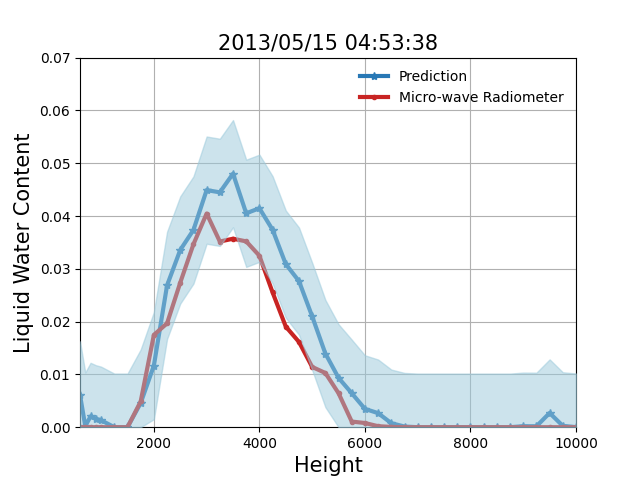 2013/05/15 04:53:38
Prediction
Micro-wave Radiometer
Liquid Water Content
0.07
0.06
0.05
0.04
0.03
0.02
0.01
0.00
2000 4000 6000 8000 10000
Height